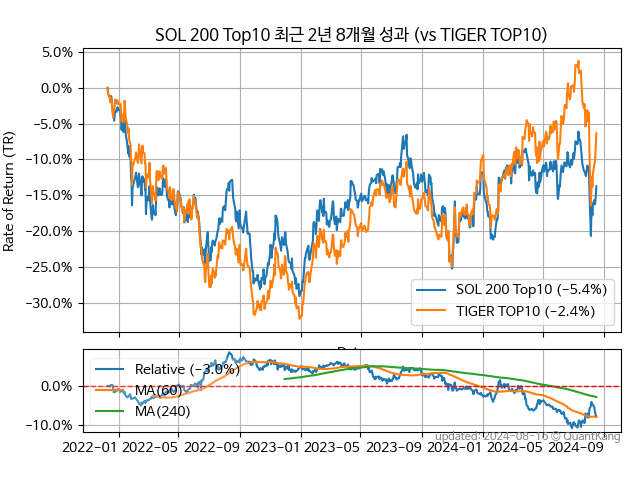 SOL 200 Top10 최근 2년 8개월 성과 (vs TIGER TOP10)
5.0%
0.0%
−5.0%
−10.0%
−15.0%
−20.0%
−25.0%
−30.0%
Rate of Return (TR)
SOL 200 Top10 (−5.4%)
TIGER TOP10 (−2.4%)
0.0%
−10.0%
Relative (−3.0%)
MA(60)
MA(240)
2022−01 2022−05 2022−09 2023−01 2023−05 2023−09 2024−01 2024−05 2024−09
updated: 2024−08−16 © QuantKang